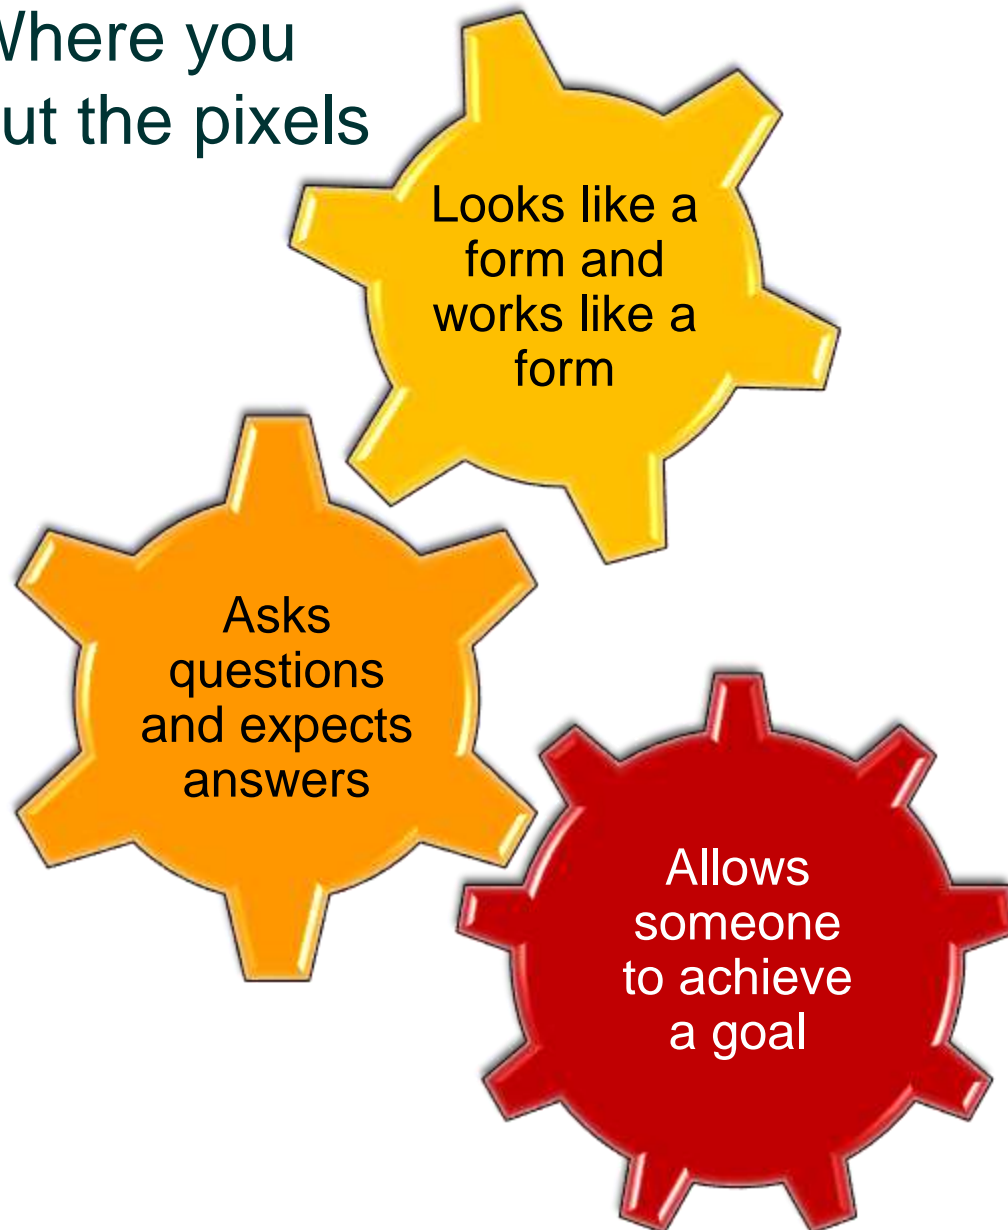 Where you
ut the pixels
Looks like a
form and
works like a
form
Asks
questions
and expects
answers
Allows
someone
to achieve
a goal